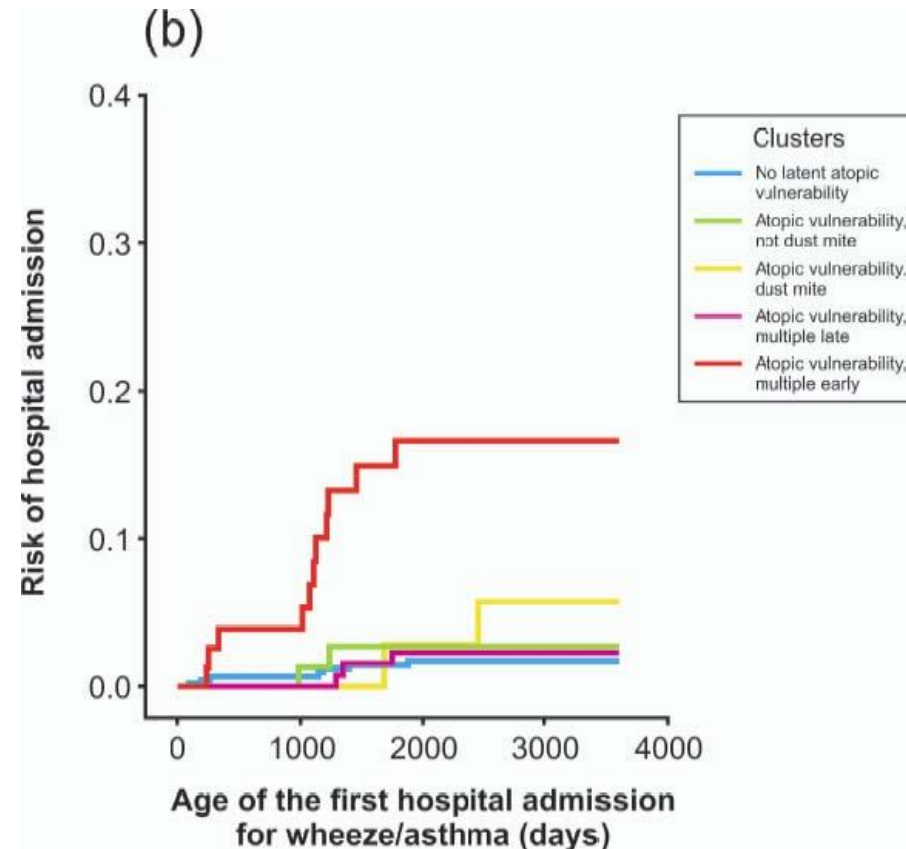 (b)
0.4
0.3
0.2
0.1
0.0
Risk of hospital admission
0
1000
2000
3000
4000
Age of the first hospital admission
for wheeze/asthma (days)
Clusters
No latent atopic
vulnerability
Atopic vulnerability,
not dust mite
Atopic vulnerability,
dust mite
Atopic vulnerability,
multiple late
Atopic vulnerability,
multiple early